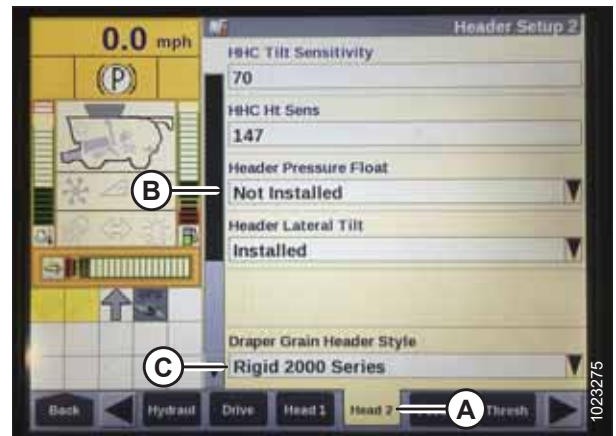 0.0 mph
(P)
Header Setup 2
HHC Tilt Sensitivity
70
HHC Ht Sens
147
Header Pressure Float
B
Not Installed
Header Lateral Tilt
Installed
Draper Grain Header Style
C
Rigid 2000 Series
Back
Hydraul
Drive
Head 1
Head 2
A
Thresh
1023275